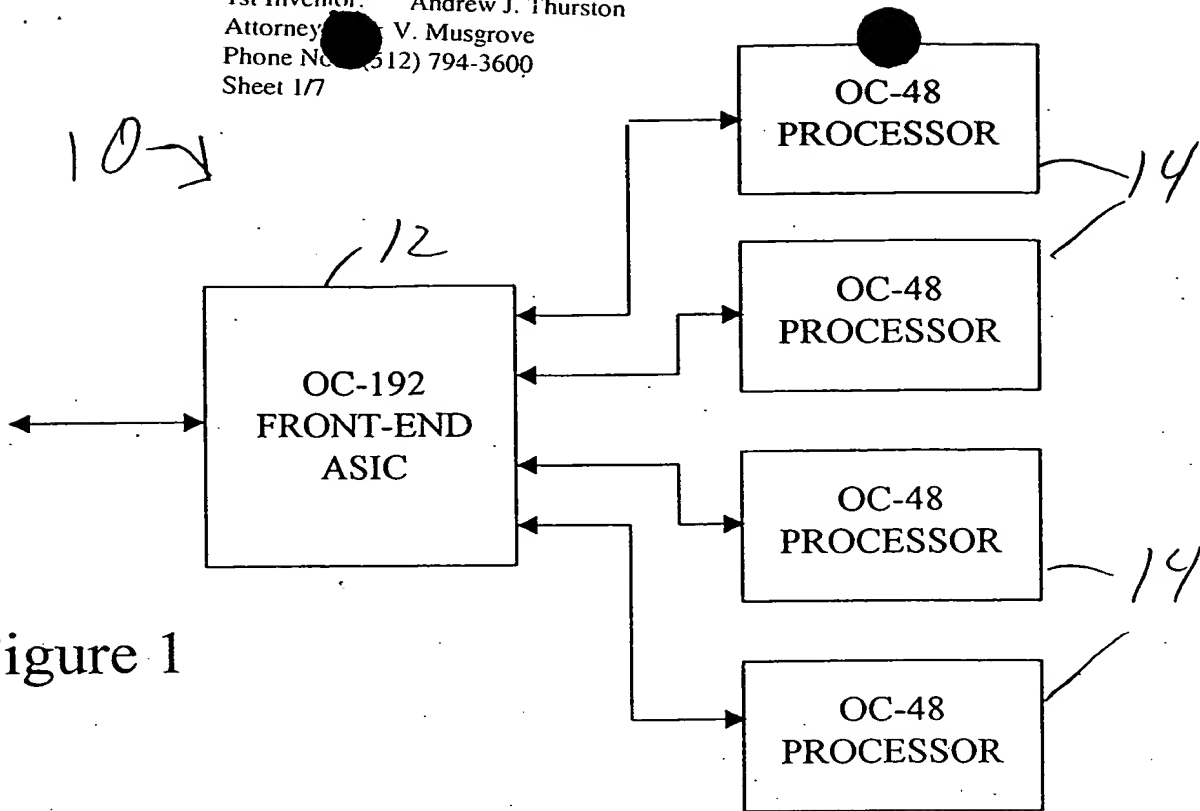 Andrew J. Thurston
Attorney V. Musgrove
Phone No (512) 794-3600
Sheet 1/7
10
12
OC-192
FRONT-END
ASIC
OC-48
PROCESSOR
14
OC-48
PROCESSOR
OC-48
PROCESSOR
14
OC-48
PROCESSOR
igure 1